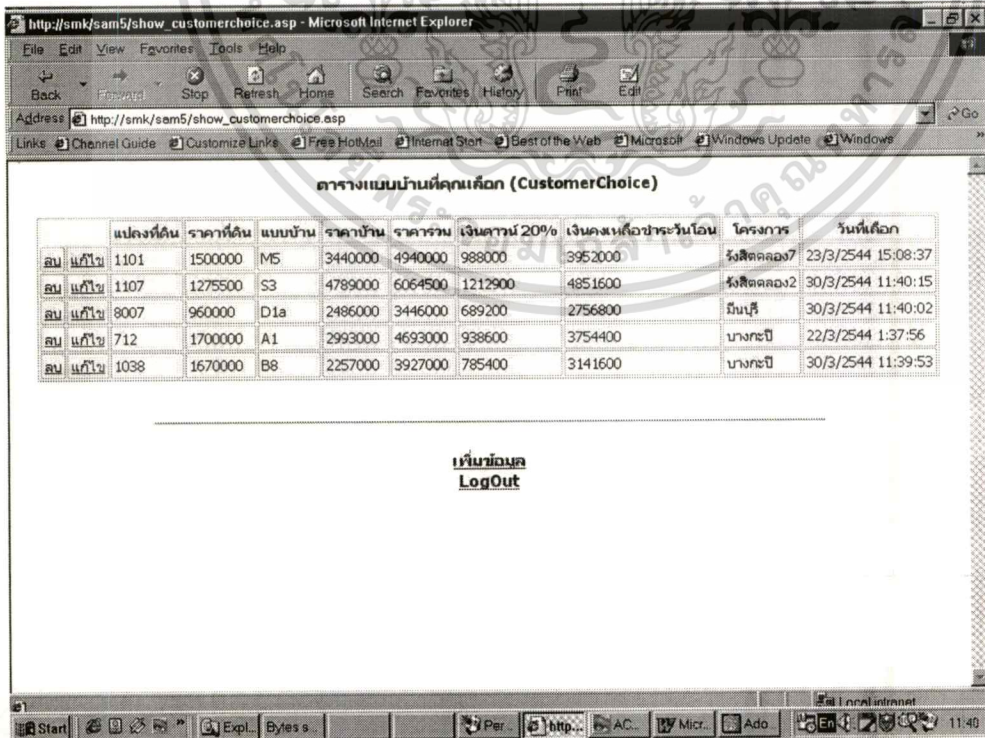 http://smk/sam5/show_customerchoice.asp - Microsoft Internet Explorer
File Edit View Favorites Tools Help
Back Forward Stop Refresh Home Search Favorites History Print Edit
Address http://smk/sam5/show_customerchoice.asp Go
Links Channel Guide Customize Links Free HotMail Internet Start Best of the Web Microsoft Windows Update Windows
ตารางแบบบ้านที่คุณเลือก (CustomerChoice)
แปลงที่ดิน ราคาที่ดิน แบบบ้าน ราคาบ้าน ราคารวม เงินดาวน์ 20% เงินคงเหลือชำระวันโอน โครงการ วันที่เลือก
ลบ แก้ไข 1101 1500000 M5 3440000 4940000 988000 3952000 รังสิตคลอง7 23/3/2544 15:08:37
ลบ แก้ไข 1107 1275500 S3 4789000 6064500 1212900 4851600 รังสิตคลอง2 30/3/2544 11:40:15
ลบ แก้ไข 8007 960000 D1a 2486000 3446000 689200 2756800 มีนบุรี 30/3/2544 11:40:02
ลบ แก้ไข 712 1700000 A1 2993000 4693000 938600 3754400 บางกะปิ 22/3/2544 1:37:56
ลบ แก้ไข 1038 1670000 B8 2257000 3927000 785400 3141600 บางกะปิ 30/3/2544 11:39:53
เพิ่มข้อมูล
LogOut
Local intranet
Start Expl... Bytes s... Per... http... AC... Micr... Ado... En 11:40